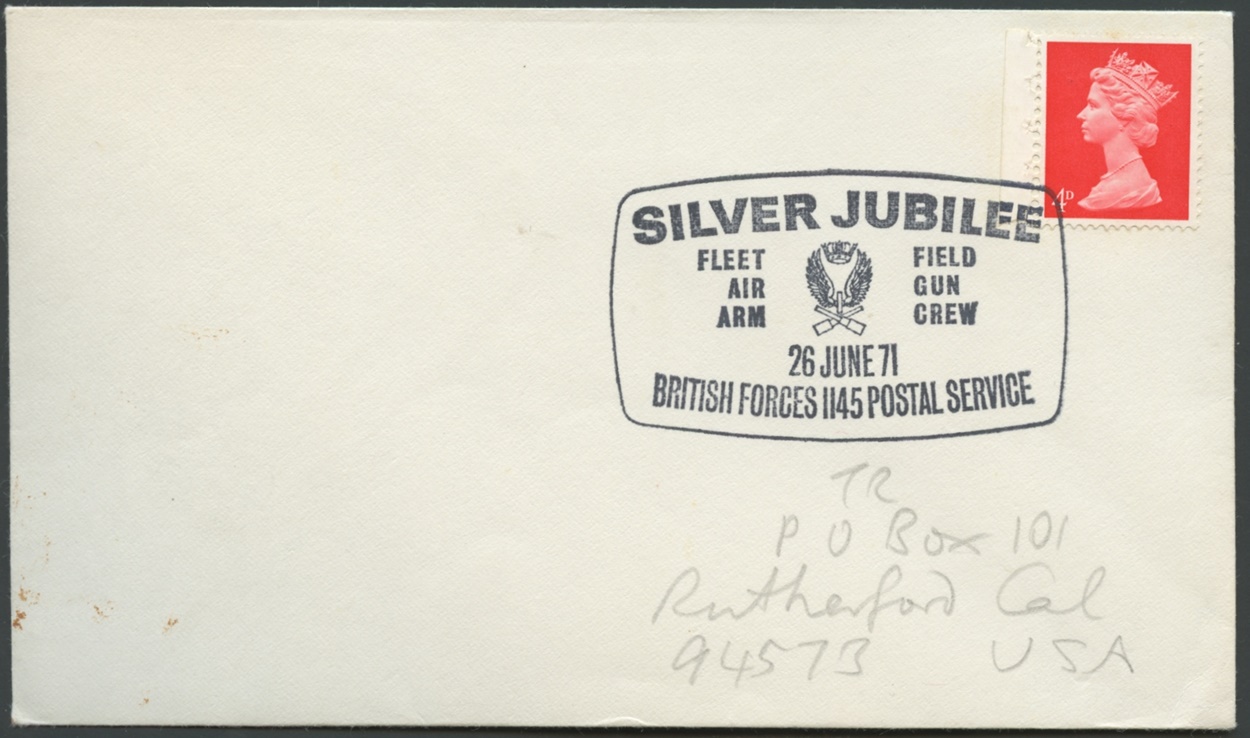 4D
SILVER JUBILEE
FLEET FIELD
AIR GUN
ARM CREW
26 JUNE 71
BRITISH FORCES 1145 POSTAL SERVICE
TR
P O Box 101
Rutherford Cal
94573 USA